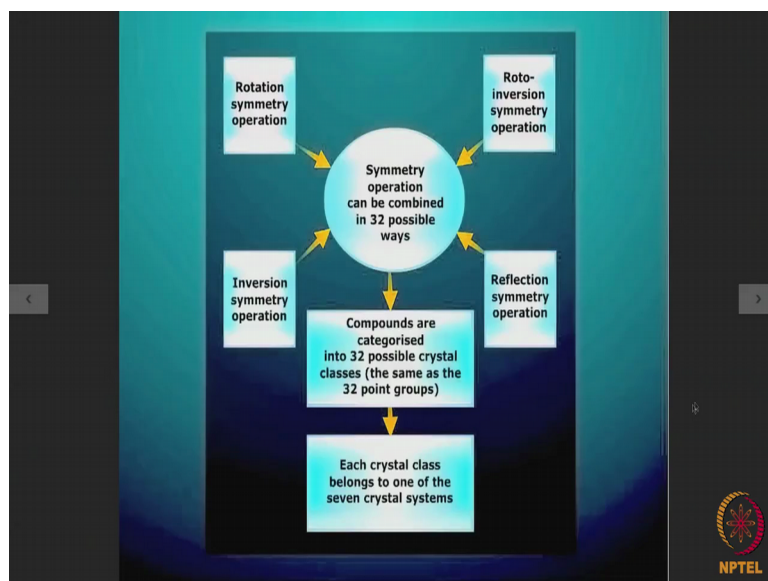 Rotation
symmetry
operation
Roto-
inversion
symmetry
operation
Symmetry
operation
can be combined
in 32 possible
ways
Inversion
symmetry
operation
Reflection
symmetry
operation
Compounds are
categorised
into 32 possible crystal
classes (the same as the
32 point groups)
Each crystal class
belongs to one of the
seven crystal systems
NPTEL